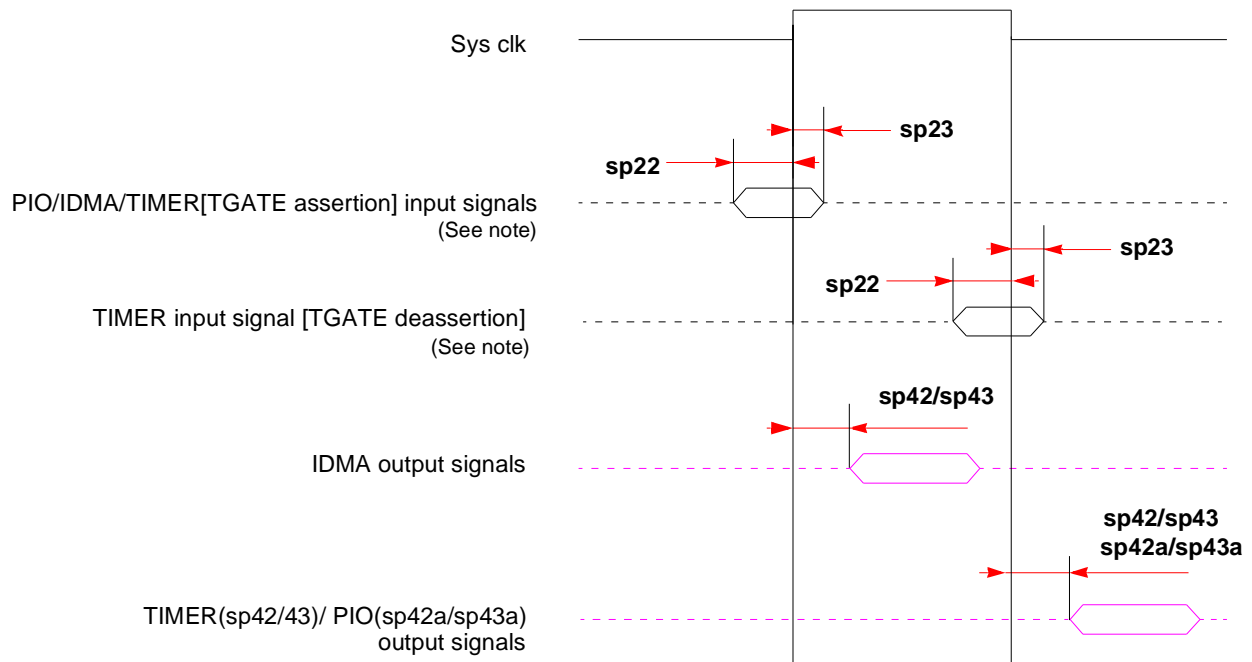 Sys clk
sp23
sp22
PIO/IDMA/TIMER[TGATE assertion] input signals
(See note)
sp23
sp22
TIMER input signal [TGATE deassertion]
(See note)
sp42/sp43
IDMA output signals
sp42/sp43
sp42a/sp43a
TIMER(sp42/43)/ PIO(sp42a/sp43a)
output signals